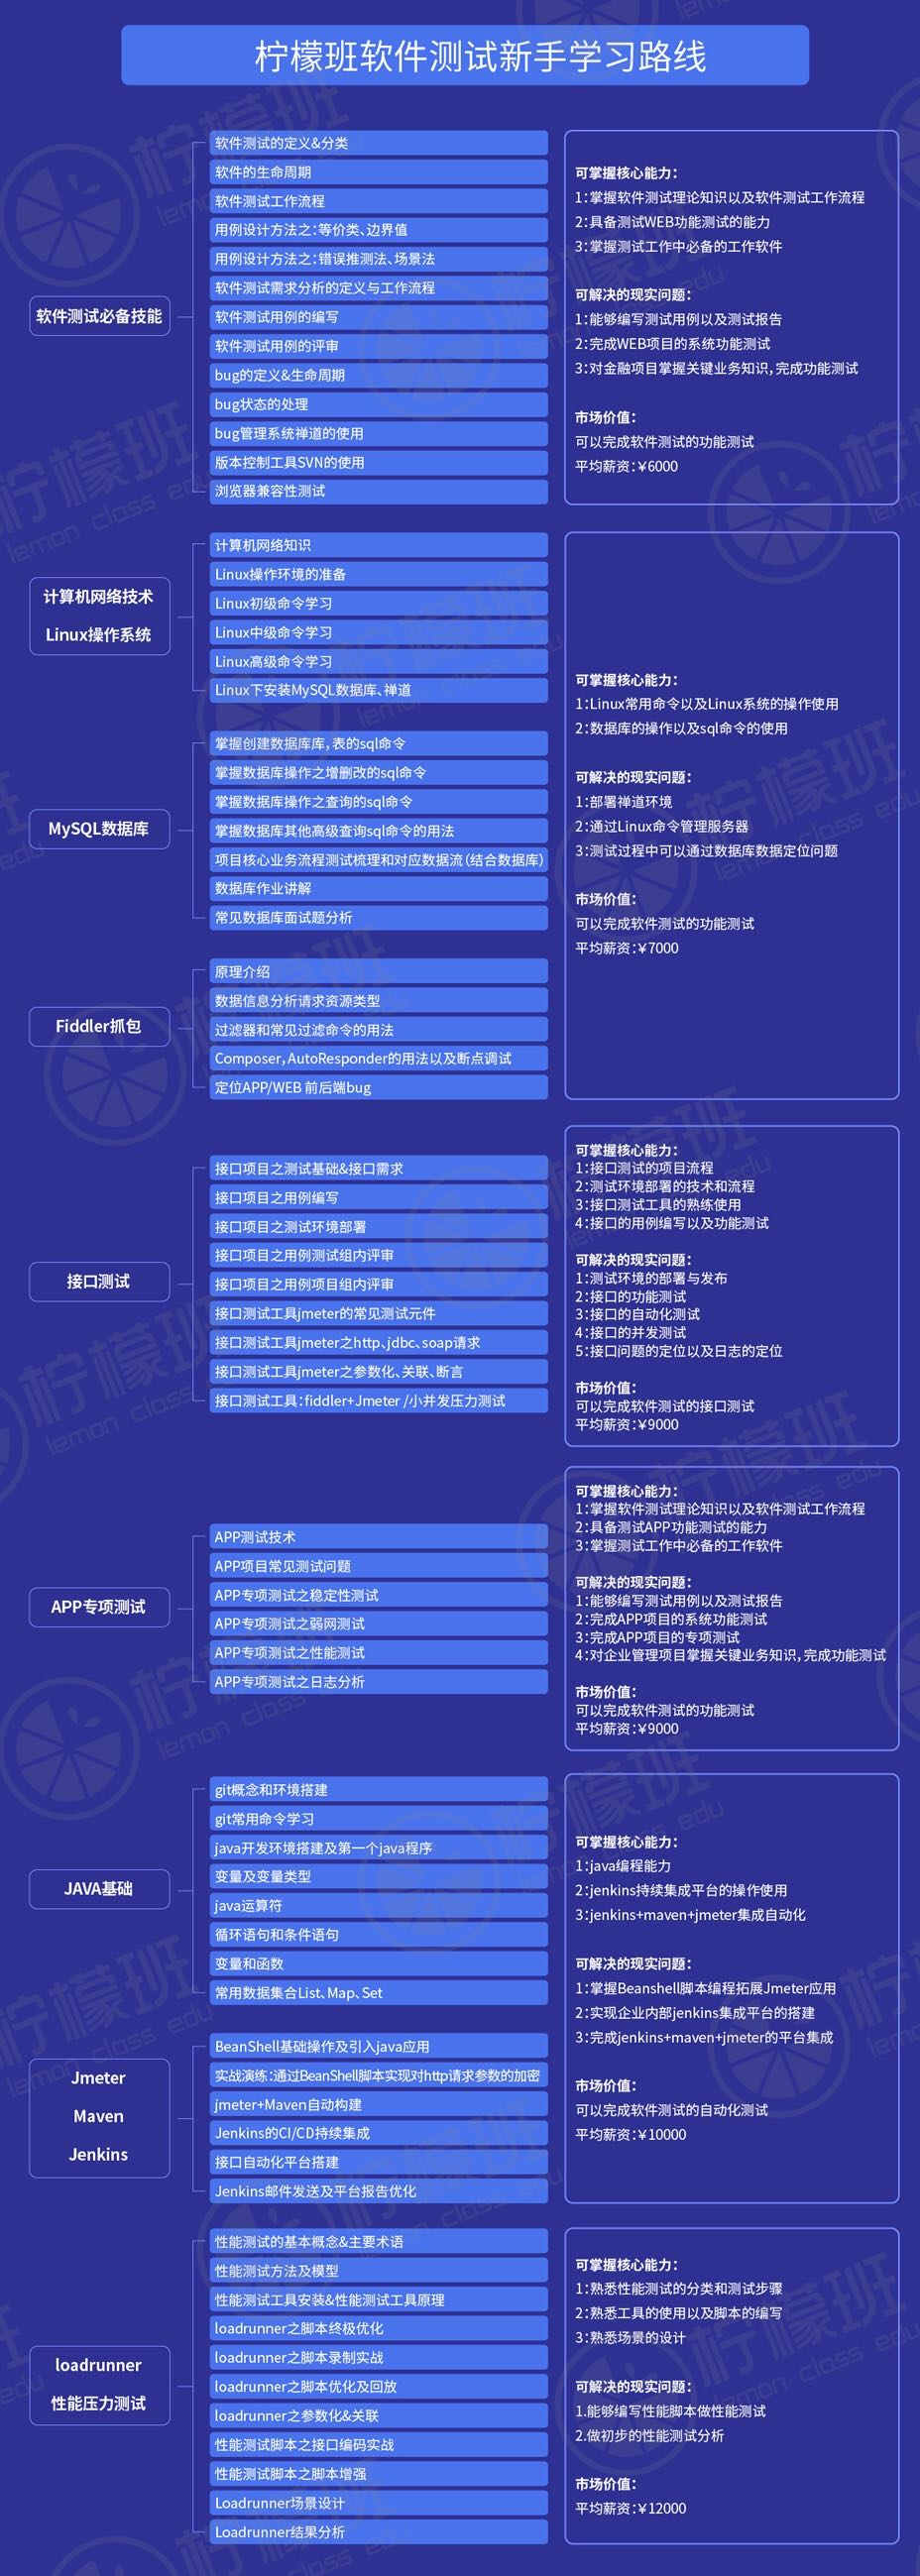 柠檬班软件测试新手学习路线
软件测试必备技能
软件测试的定义&分类
软件的生命周期
软件测试工作流程
用例设计方法之：等价类、边界值
用例设计方法之：错误推测法、场景法
软件测试需求分析的定义与工作流程
软件测试用例的编写
软件测试用例的评审
bug的定义&生命周期
bug状态的处理
bug管理系统禅道的使用
版本控制工具SVN的使用
浏览器兼容性测试
可掌握核心能力：
1：掌握软件测试理论知识以及软件测试工作流程
2：具备测试WEB功能测试的能力
3：掌握测试工作中必备的工作软件
可解决的现实问题：
1：能够编写测试用例以及测试报告
2：完成WEB项目的系统功能测试
3：对金融项目掌握关键业务知识，完成功能测试
市场价值：
可以完成软件测试的功能测试
平均薪资：¥6000
计算机网络技术
Linux操作系统
计算机网络知识
Linux操作环境的准备
Linux初级命令学习
Linux中级命令学习
Linux高级命令学习
Linux下安装MySQL数据库、禅道
MySQL数据库
掌握创建数据库库，表的sql命令
掌握数据库操作之增删改的sql命令
掌握数据库操作之查询的sql命令
掌握数据库其他高级查询sql命令的用法
项目核心业务流程测试梳理和对应数据流（结合数据库）
数据库作业讲解
常见数据库面试题分析
Fiddler抓包
原理介绍
数据信息分析请求资源类型
过滤器和常见过滤命令的用法
Composer，AutoResponder的用法以及断点调试
定位APP/WEB 前后端bug
可掌握核心能力：
1：Linux常用命令以及Linux系统的操作使用
2：数据库的操作以及sql命令的使用
可解决的现实问题：
1：部署禅道环境
2：通过Linux命令管理服务器
3：测试过程中可以通过数据库数据定位问题
市场价值：
可以完成软件测试的功能测试
平均薪资：¥7000
接口测试
接口项目之测试基础&接口需求
接口项目之用例编写
接口项目之测试环境部署
接口项目之用例测试组内评审
接口项目之用例项目组内评审
接口测试工具jmeter的常见测试元件
接口测试工具jmeter之http、jdbc、soap请求
接口测试工具jmeter之参数化、关联、断言
接口测试工具：fiddler+Jmeter /小并发压力测试
可掌握核心能力：
1：接口测试的项目流程
2：测试环境部署的技术和流程
3：接口测试工具的熟练使用
4：接口的用例编写以及功能测试
可解决的现实问题：
1：测试环境的部署与发布
2：接口的功能测试
3：接口的自动化测试
4：接口的并发测试
5：接口问题的定位以及日志的定位
市场价值：
可以完成软件测试的接口测试
平均薪资：¥9000
APP专项测试
APP测试技术
APP项目常见测试问题
APP专项测试之稳定性测试
APP专项测试之弱网测试
APP专项测试之性能测试
APP专项测试之日志分析
可掌握核心能力：
1：掌握软件测试理论知识以及软件测试工作流程
2：具备测试APP功能测试的能力
3：掌握测试工作中必备的工作软件
可解决的现实问题：
1：能够编写测试用例以及测试报告
2：完成APP项目的系统功能测试
3：完成APP项目的专项测试
4：对企业管理项目掌握关键业务知识，完成功能测试
市场价值：
可以完成软件测试的功能测试
平均薪资：¥9000
JAVA基础
git概念和环境搭建
git常用命令学习
java开发环境搭建及第一个java程序
变量及变量类型
java运算符
循环语句和条件语句
变量和函数
常用数据集合List、Map、Set
Jmeter
Maven
Jenkins
BeanShell基础操作及引入java应用
实战演练：通过BeanShell脚本实现对http请求参数的加密
jmeter+Maven自动构建
Jenkins的CI/CD持续集成
接口自动化平台搭建
Jenkins邮件发送及平台报告优化
可掌握核心能力：
1：java编程能力
2：jenkins持续集成平台的操作使用
3：jenkins+maven+jmeter集成自动化
可解决的现实问题：
1：掌握Beanshell脚本编程拓展Jmeter应用
2：实现企业内部jenkins集成平台的搭建
3：完成jenkins+maven+jmeter的平台集成
市场价值：
可以完成软件测试的自动化测试
平均薪资：¥10000
loadrunner
性能压力测试
性能测试的基本概念&主要术语
性能测试方法及模型
性能测试工具安装&性能测试工具原理
loadrunner之脚本终极优化
loadrunner之脚本录制实战
loadrunner之脚本优化及回放
loadrunner之参数化&关联
性能测试脚本之接口编码实战
性能测试脚本之脚本增强
Loadrunner场景设计
Loadrunner结果分析
可掌握核心能力：
1：熟悉性能测试的分类和测试步骤
2：熟悉工具的使用以及脚本的编写
3：熟悉场景的设计
可解决的现实问题：
1.能够编写性能脚本做性能测试
2.做初步的性能测试分析
市场价值：
平均薪资：¥12000
柠檬班
lemon class edu